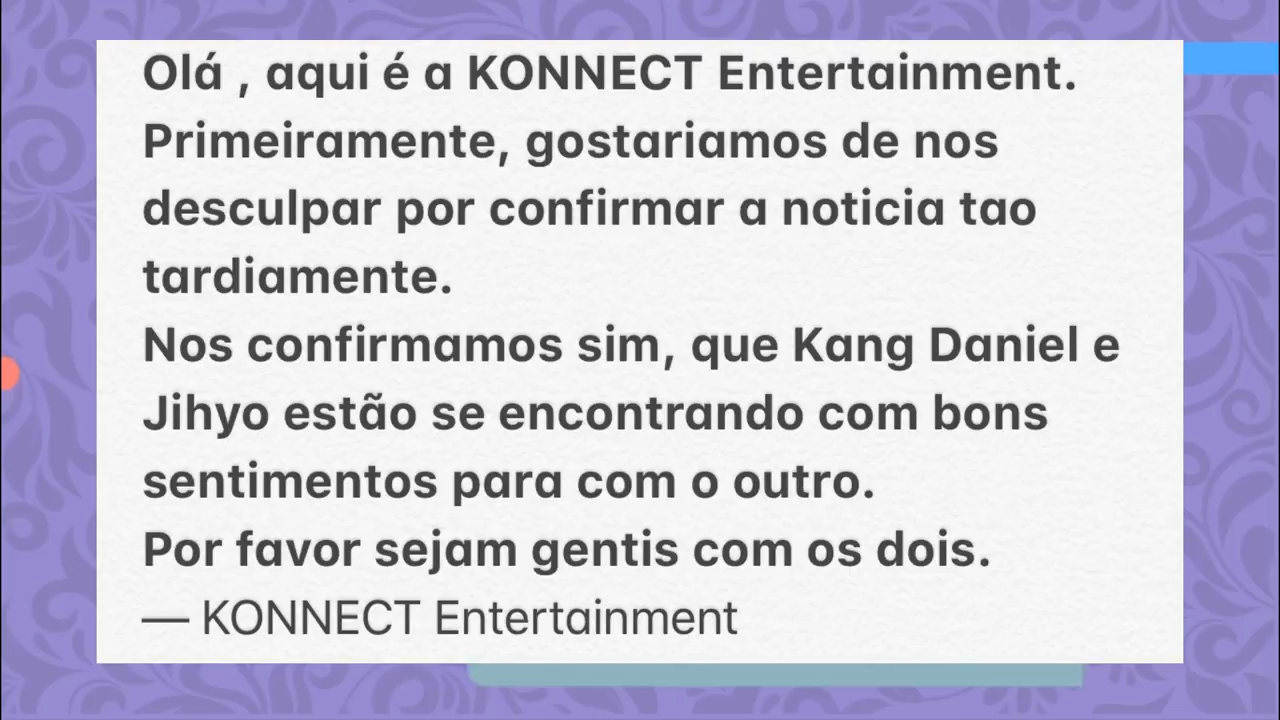 Olá , aqui é a KONNECT Entertainment.
Primeiramente, gostariamos de nos
desculpar por confirmar a noticia tao
tardiamente.
Nos confirmamos sim, que Kang Daniel e
Jihyo estão se encontrando com bons
sentimentos para com o outro.
Por favor sejam gentis com os dois.
— KONNECT Entertainment